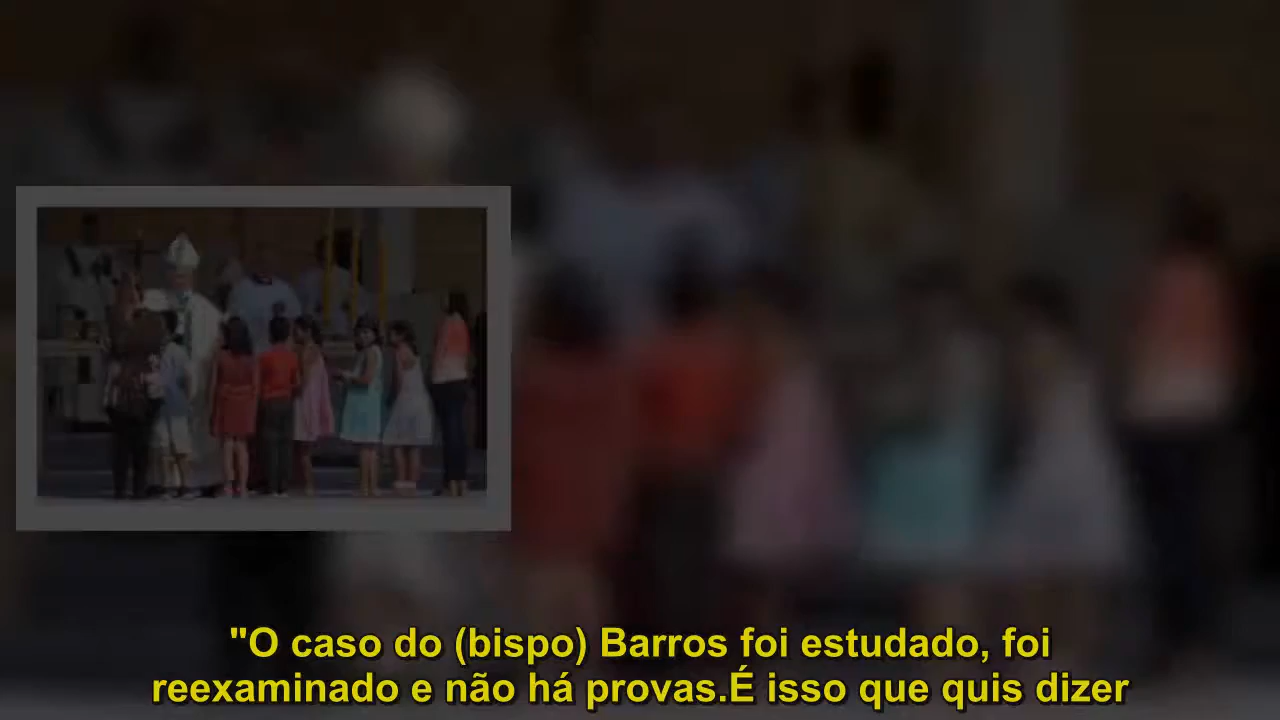 "O caso do (bispo) Barros foi estudado, foi
reexaminado e não há provas.É isso que quis dizer